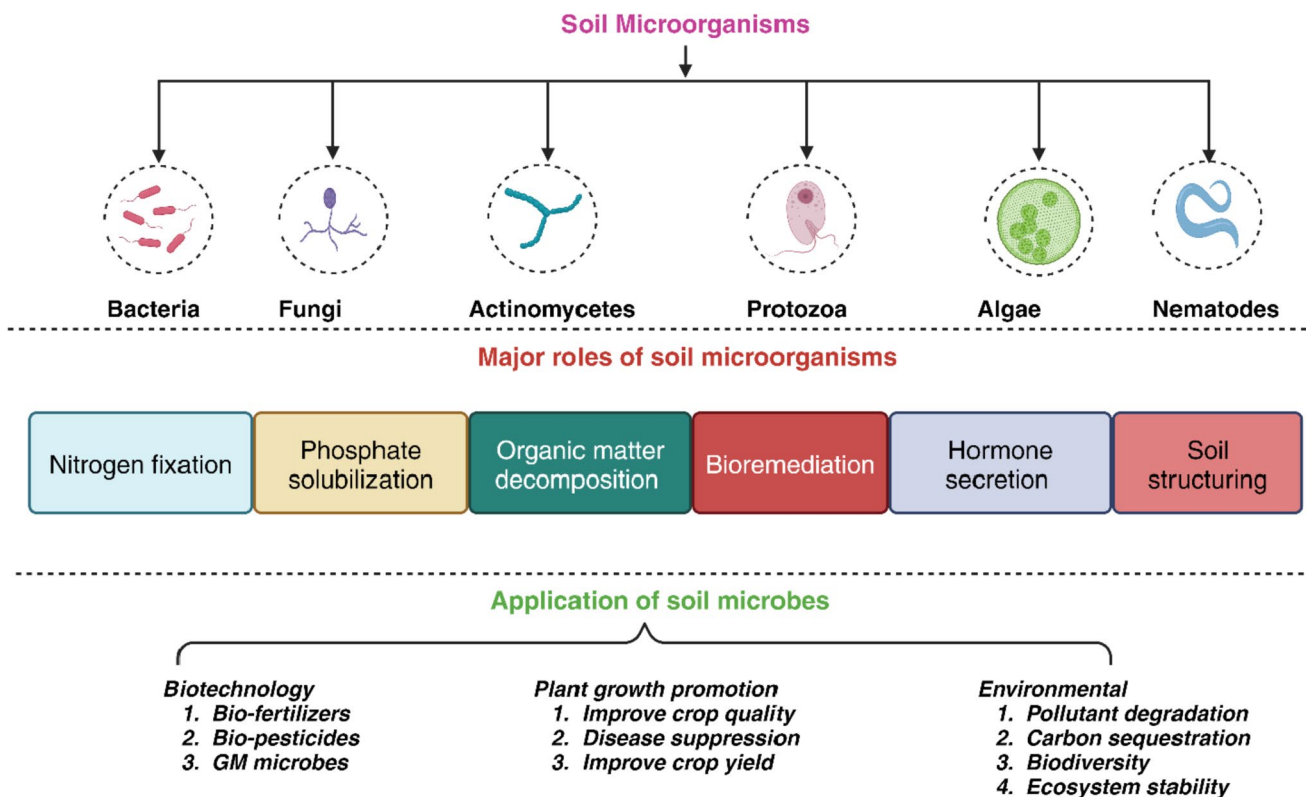 Soil Microorganisms
Bacteria
Fungi
Actinomycetes
Protozoa
Algae
Nematodes
Major roles of soil microorganisms
Nitrogen fixation
Phosphate
solubilization
Organic matter
decomposition
Bioremediation
Hormone
secretion
Soil
structuring
Application of soil microbes
Biotechnology
1. Bio-fertilizers
2. Bio-pesticides
3. GM microbes
Plant growth promotion
1. Improve crop quality
2. Disease suppression
3. Improve crop yield
Environmental
1. Pollutant degradation
2. Carbon sequestration
3. Biodiversity
4. Ecosystem stability